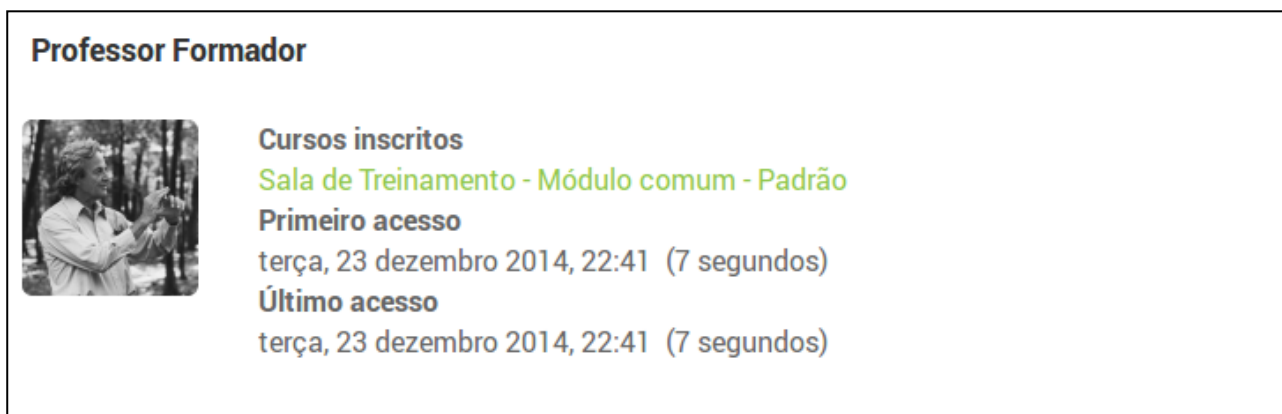 Professor Formador
Cursos inscritos
Sala de Treinamento - Módulo comum - Padrão
Primeiro acesso
terça, 23 dezembro 2014, 22:41 (7 segundos)
Último acesso
terça, 23 dezembro 2014, 22:41 (7 segundos)